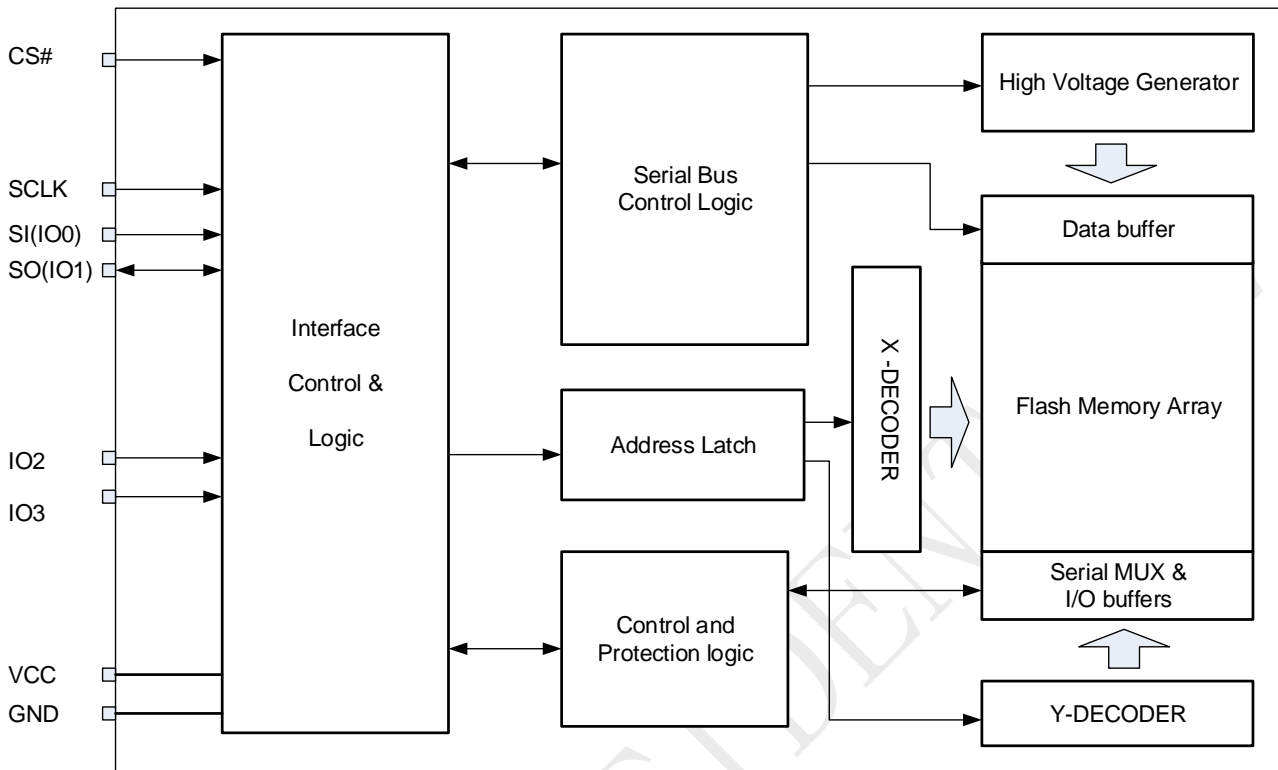 CS#
SCLK
SI(IO0)
SO(IO1)
IO2
IO3
VCC
GND
Interface
Control &
Logic
Serial Bus
Control Logic
Address Latch
Control and
Protection logic
X -DECODER
High Voltage Generator
Data buffer
Flash Memory Array
Serial MUX &
I/O buffers
Y-DECODER